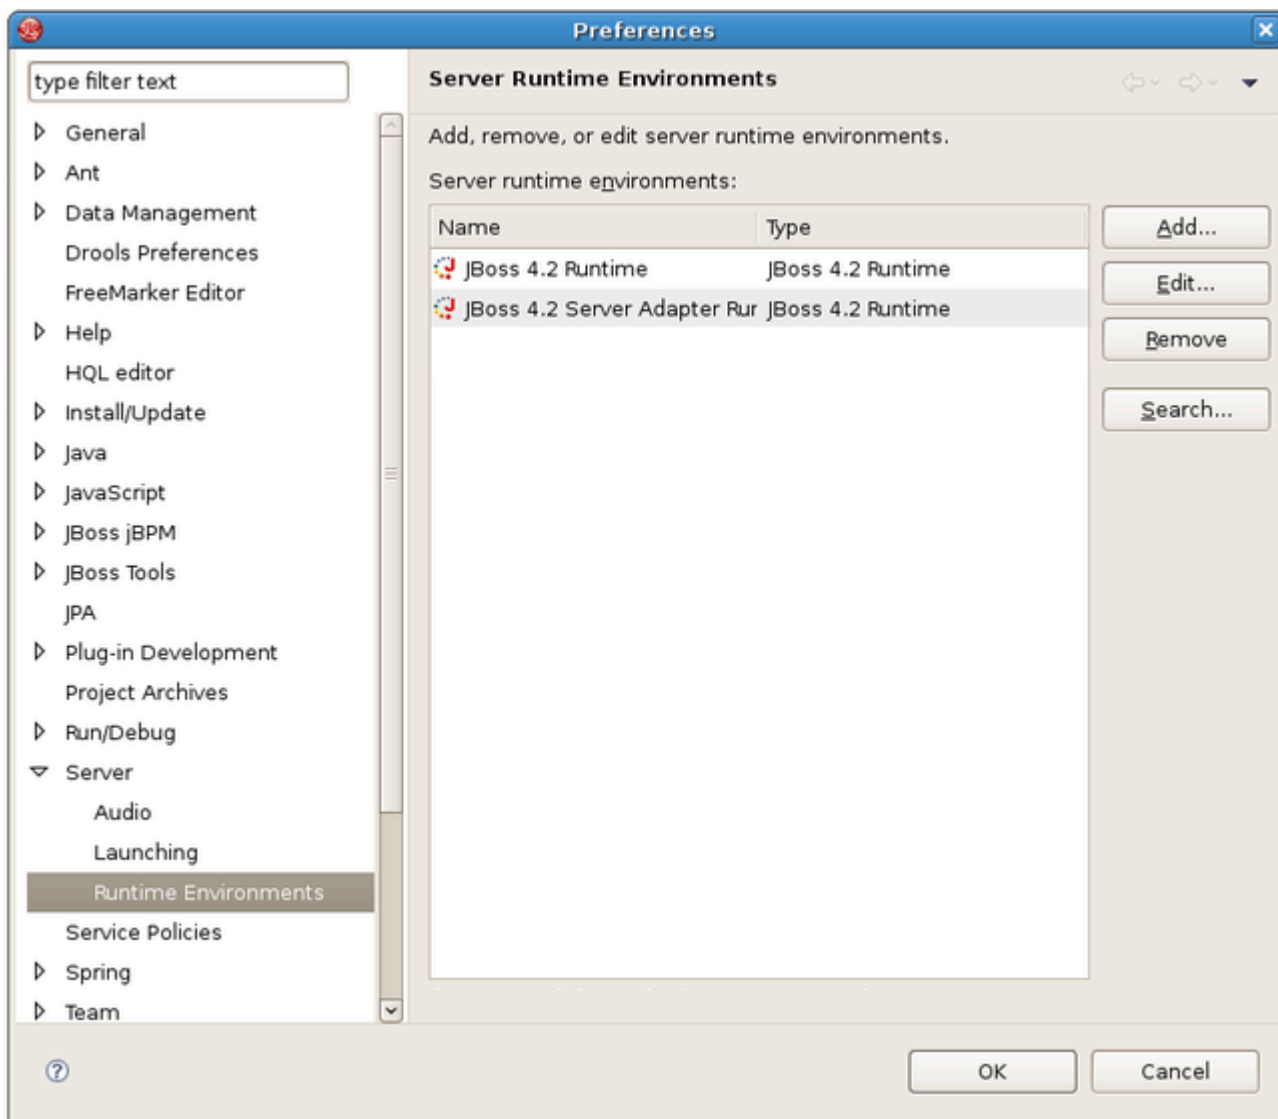 Preferences
type filter text
General
Ant
Data Management
Drools Preferences
FreeMarker Editor
Help
HQL editor
Install/Update
Java
JavaScript
JBoss jBPM
JBoss Tools
JPA
Plug-in Development
Project Archives
Run/Debug
Server
Audio
Launching
Runtime Environments
Service Policies
Spring
Team
Server Runtime Environments
Add, remove, or edit server runtime environments.
Server runtime environments:
Name Type
JBoss 4.2 Runtime JBoss 4.2 Runtime
JBoss 4.2 Server Adapter Rur JBoss 4.2 Runtime
Add...
Edit...
Remove
Search...
OK Cancel